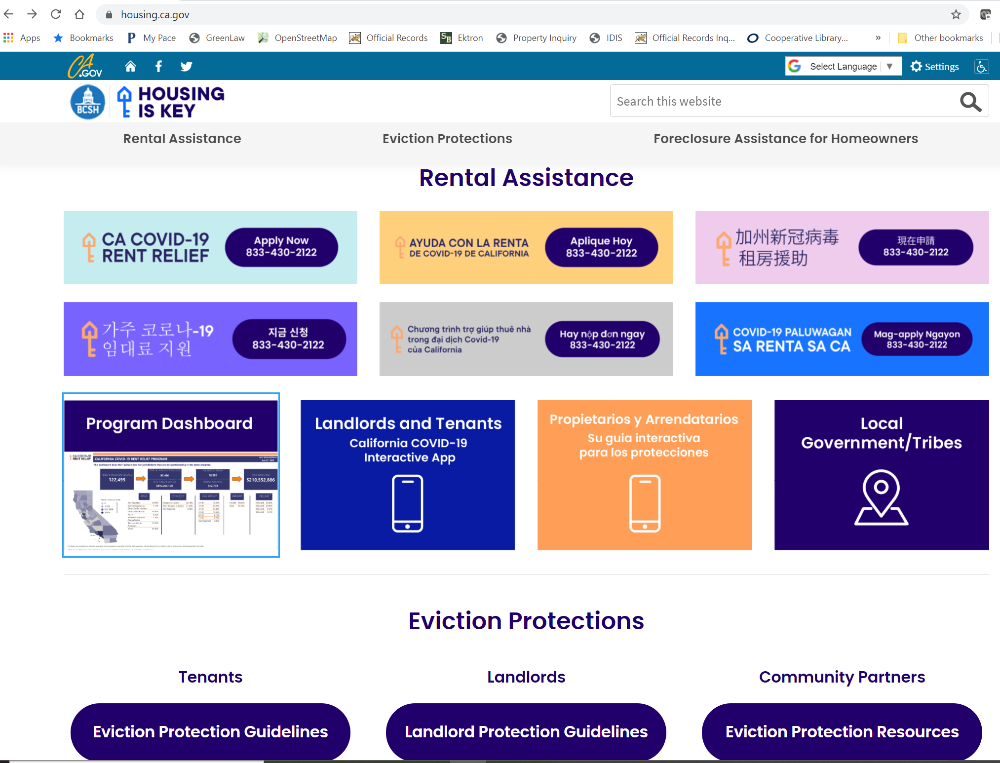 housing.ca.gov
Apps
Bookmarks
My Pace
GreenLaw
OpenStreetMap
Official Records
Ektron
Property Inquiry
IDIS
Official Records Inq...
Cooperative Library...
»
Other bookmarks
CA
.GOV
Select Language
Settings
BCSH
HOUSING
IS KEY
Search this website
Rental Assistance
Eviction Protections
Foreclosure Assistance for Homeowners
Rental Assistance
CA COVID-19
RENT RELIEF
Apply Now
833-430-2122
AYUDA CON LA RENTA
DE COVID-19 DE CALIFORNIA
Aplique Hoy
833-430-2122
加州新冠病毒
租房援助
現在申請
833-430-2122
가주 코로나-19
임대료 지원
지금 신청
833-430-2122
Chương trình trợ giúp thuê nhà
trong đại dịch Covid-19
của California
Hay nộp đơn ngay
833-430-2122
COVID-19 PALUWAGAN
SA RENTA SA CA
Mag-apply Ngayon
833-430-2122
Program Dashboard
CA COVID-19
RENT RELIEF
CALIFORNIA COVID-19 RENT RELIEF PROGRAM
This dashboard does NOT include data for jurisdictions that are not participating in the State program.
122,495
$210,552,886
RACE
ETHNICITY
AGE GROUP
GENDER
INCOME
Landlords and Tenants
California COVID-19
Interactive App
Propietarios y Arrendatarios
Su guia interactiva
para los protecciones
Local
Government/Tribes
Eviction Protections
Tenants
Landlords
Community Partners
Eviction Protection Guidelines
Landlord Protection Guidelines
Eviction Protection Resources